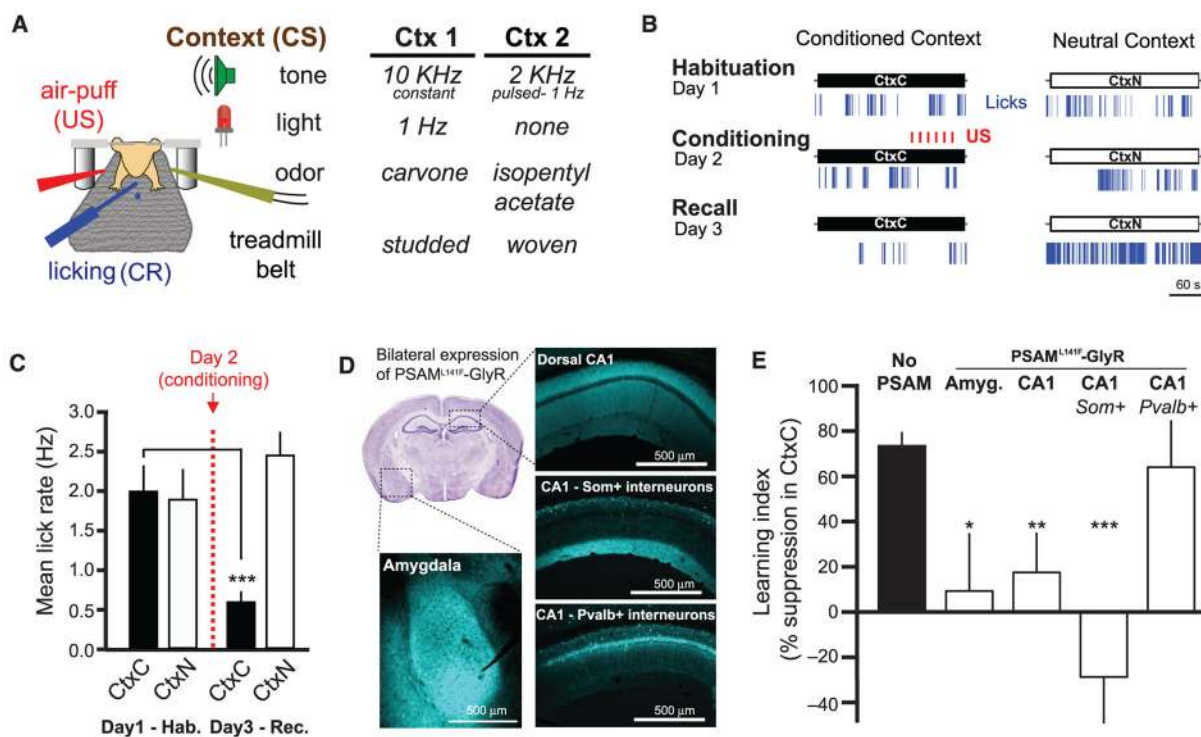 A
Context (CS)
tone
light
odor
treadmill
belt
air-puff
(US)
licking (CR)
Ctx 1
Ctx 2
10 KHz
constant
2 KHz
pulsed- 1 Hz
1 Hz
none
carvone
isopentyl
acetate
studded
woven
B
Conditioned Context
Neutral Context
Habituation
Day 1
CtxC
CtxN
Licks
Conditioning
Day 2
US
CtxC
CtxN
Recall
Day 3
CtxC
CtxN
60 s
C
Day 2
(conditioning)
Mean lick rate (Hz)
3.0
2.5
2.0
1.5
1.0
0.5
0.0
***
CtxC
CtxN
CtxC
CtxN
Day1 - Hab.
Day3 - Rec.
D
Bilateral expression
of PSAML141F-GlyR
Dorsal CA1
500 µm
CA1 - Som+ interneurons
500 µm
CA1 - Pvalb+ interneurons
500 µm
Amygdala
500 µm
E
No
PSAM
PSAML141F-GlyR
Amyg.
CA1
CA1
Som+
CA1
Pvalb+
Learning index
(% suppression in CtxC)
100
80
60
40
20
0
–20
–40
*
**
***